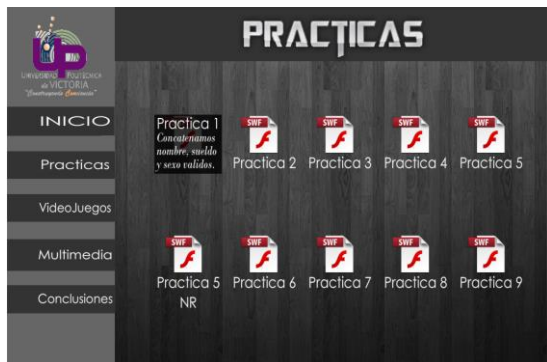 PRACTICAS
UNIVERSIDAD POLITECNICA
de VICTORIA
INICIO
Practicas
VideoJuegos
Multimedia
Conclusiones
Practica 1
Concatenamos
nombre, sueldo
y sexo validos.
SWF
Practica 2
SWF
Practica 3
SWF
Practica 4
SWF
Practica 5
SWF
Practica 5
NR
SWF
Practica 6
SWF
Practica 7
SWF
Practica 8
SWF
Practica 9